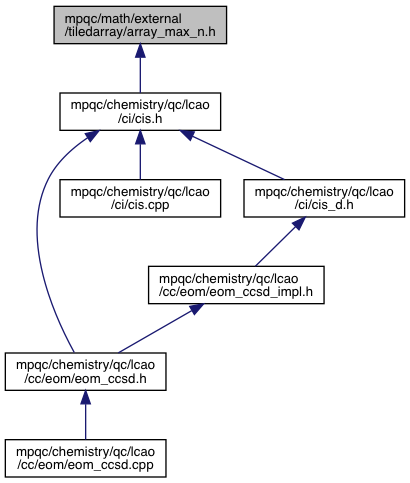 mpqc/math/external
/tiledarray/array_max_n.h
mpqc/chemistry/qc/lcao
/ci/cis.h
mpqc/chemistry/qc/lcao
/ci/cis.cpp
mpqc/chemistry/qc/lcao
/ci/cis_d.h
mpqc/chemistry/qc/lcao
/cc/eom/eom_ccsd_impl.h
mpqc/chemistry/qc/lcao
/cc/eom/eom_ccsd.h
mpqc/chemistry/qc/lcao
/cc/eom/eom_ccsd.cpp